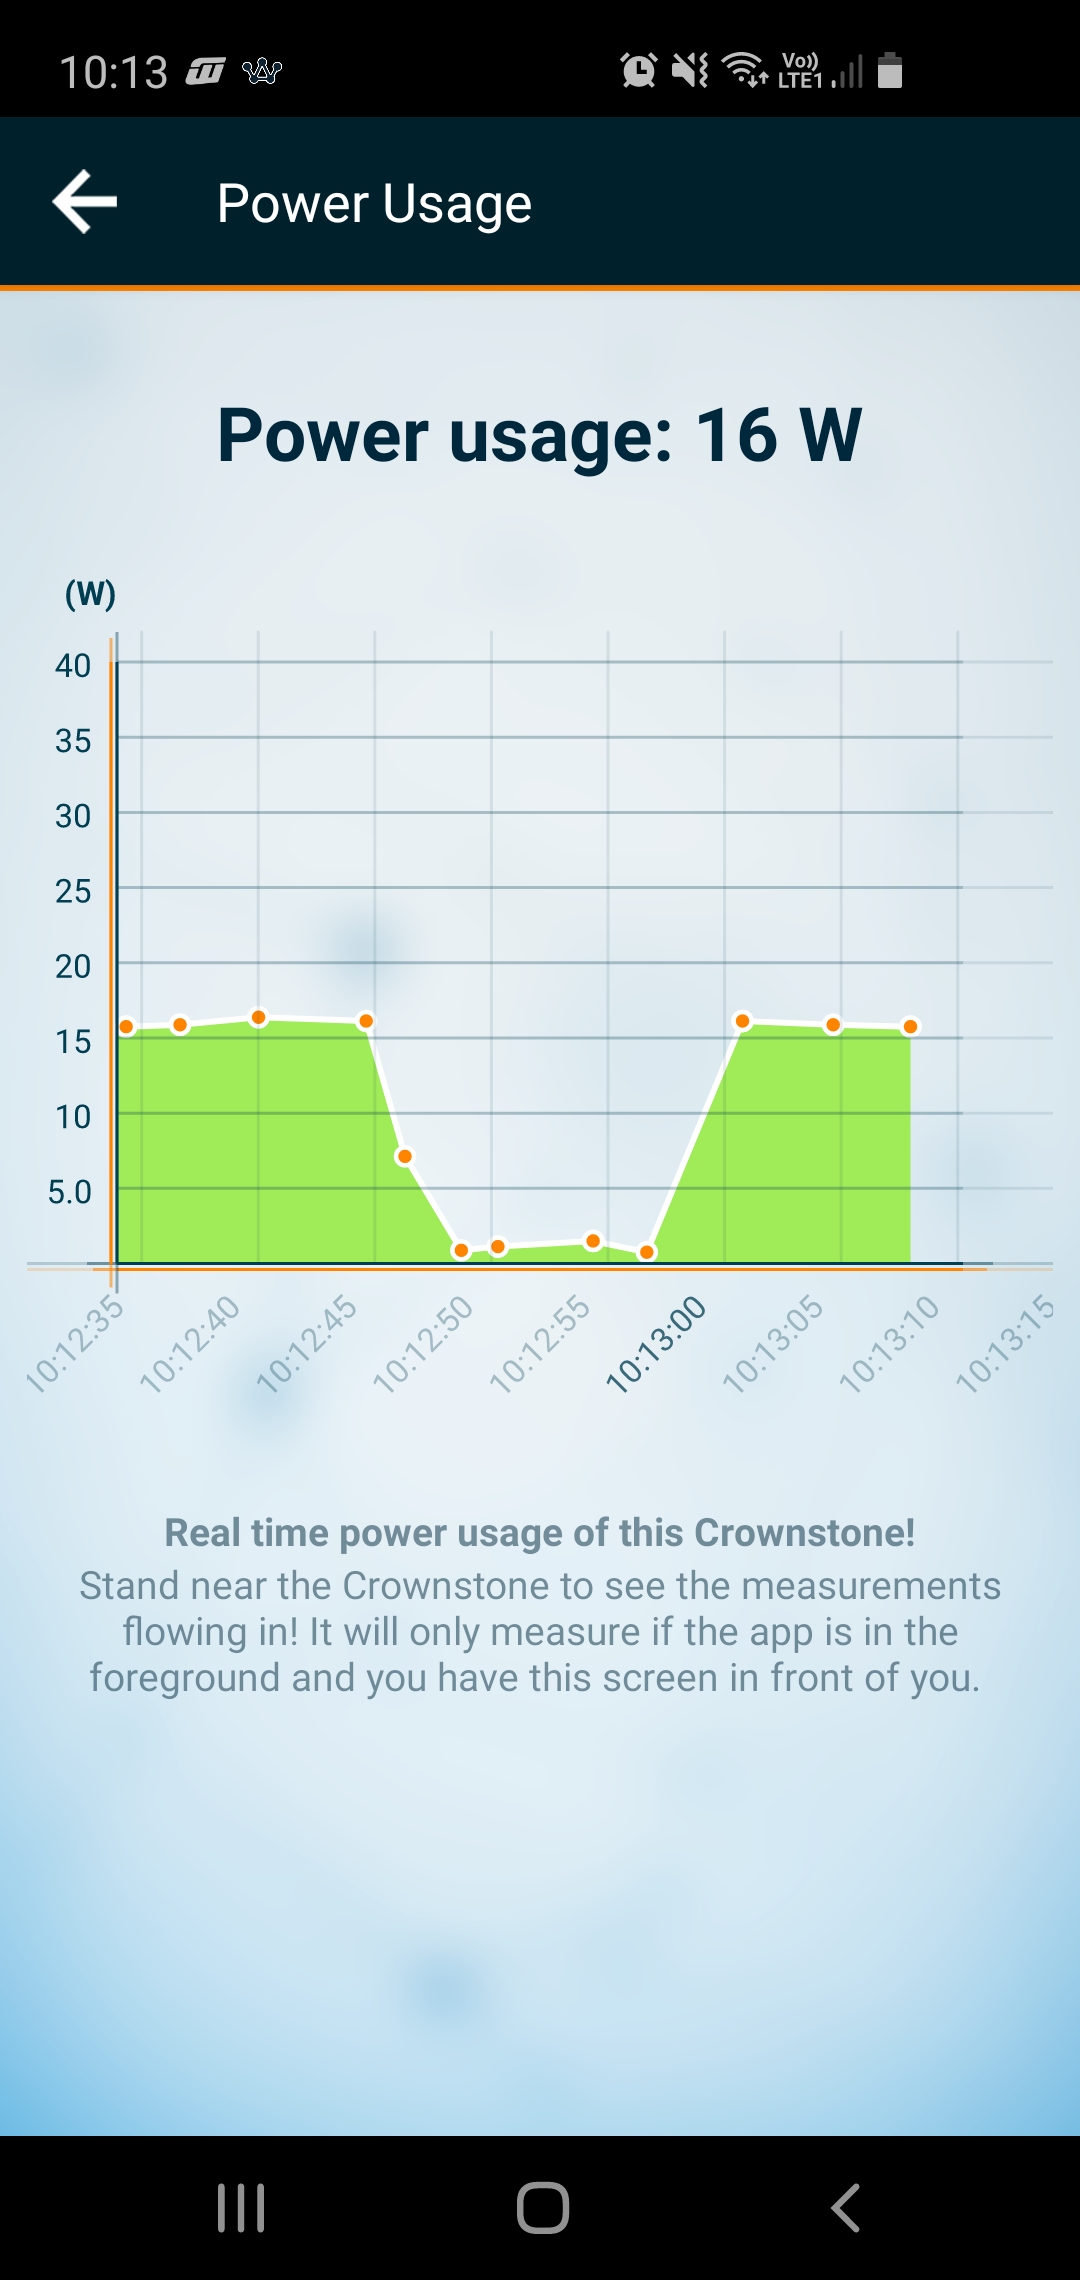 10:13
Vo))
LTE1
Power Usage
Power usage: 16 W
(W)
40
35
30
25
20
15
10
5.0
10:12:35
10:12:40
10:12:45
10:12:50
10:12:55
10:13:00
10:13:05
10:13:10
10:13:15
Real time power usage of this Crownstone!
Stand near the Crownstone to see the measurements
flowing in! It will only measure if the app is in the
foreground and you have this screen in front of you.